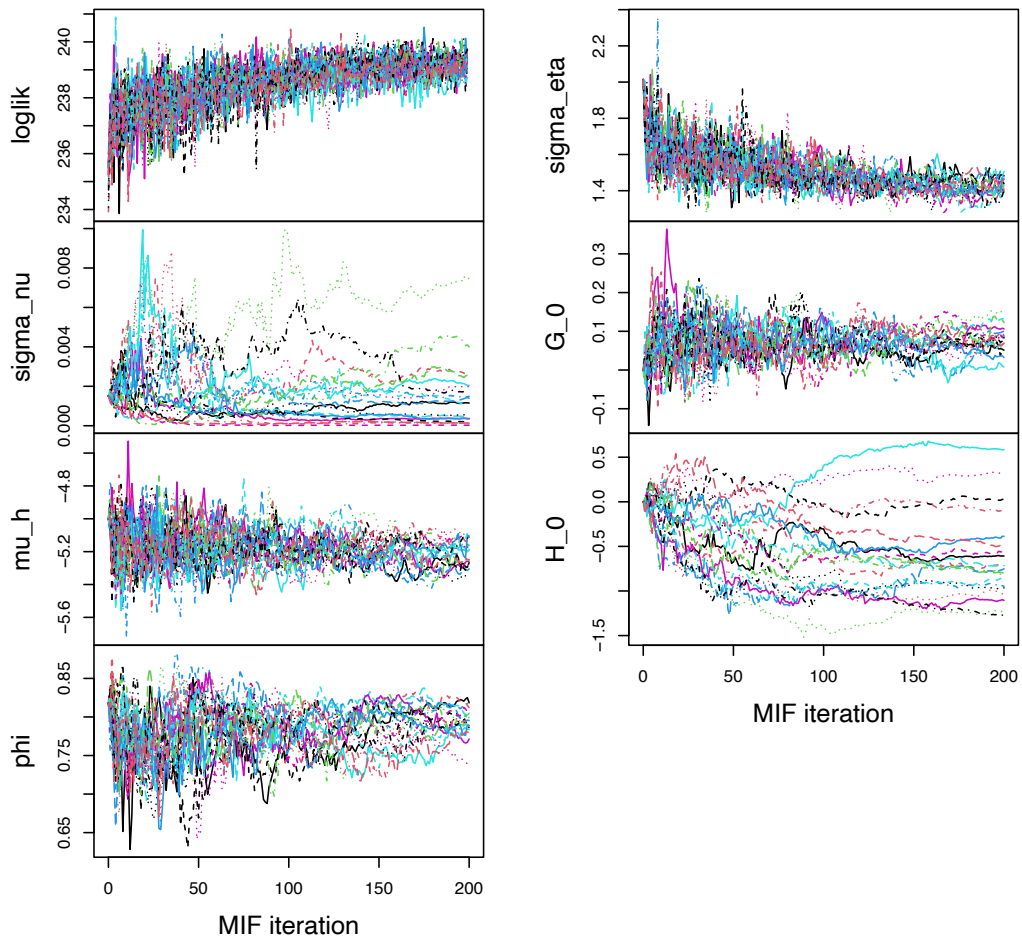 loglik
234 236 238 240
sigma_nu
0.000 0.004 0.008
mu_h
−5.6 −5.2 −4.8
phi
0.65 0.75 0.85
0 50 100 150 200
MIF iteration
sigma_eta
1.4 1.8 2.2
G_0
−0.1 0.1 0.3
H_0
−1.5 −0.5 0.0 0.5
0 50 100 150 200
MIF iteration